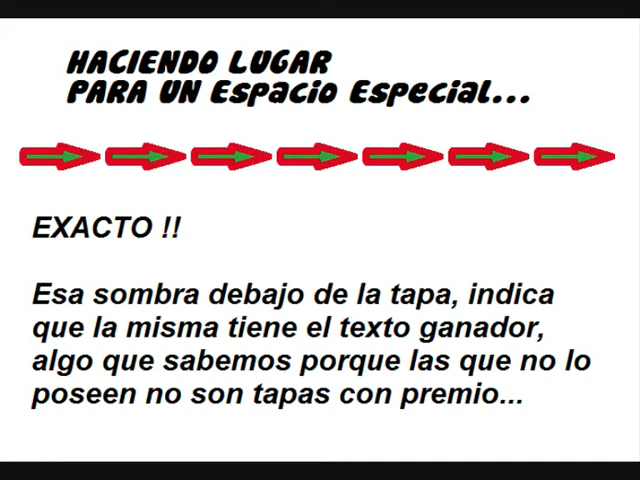 HACIENDO LUGAR
PARA UN Espacio Especial...
EXACTO !!
Esa sombra debajo de la tapa, indica
que la misma tiene el texto ganador,
algo que sabemos porque las que no lo
poseen no son tapas con premio...